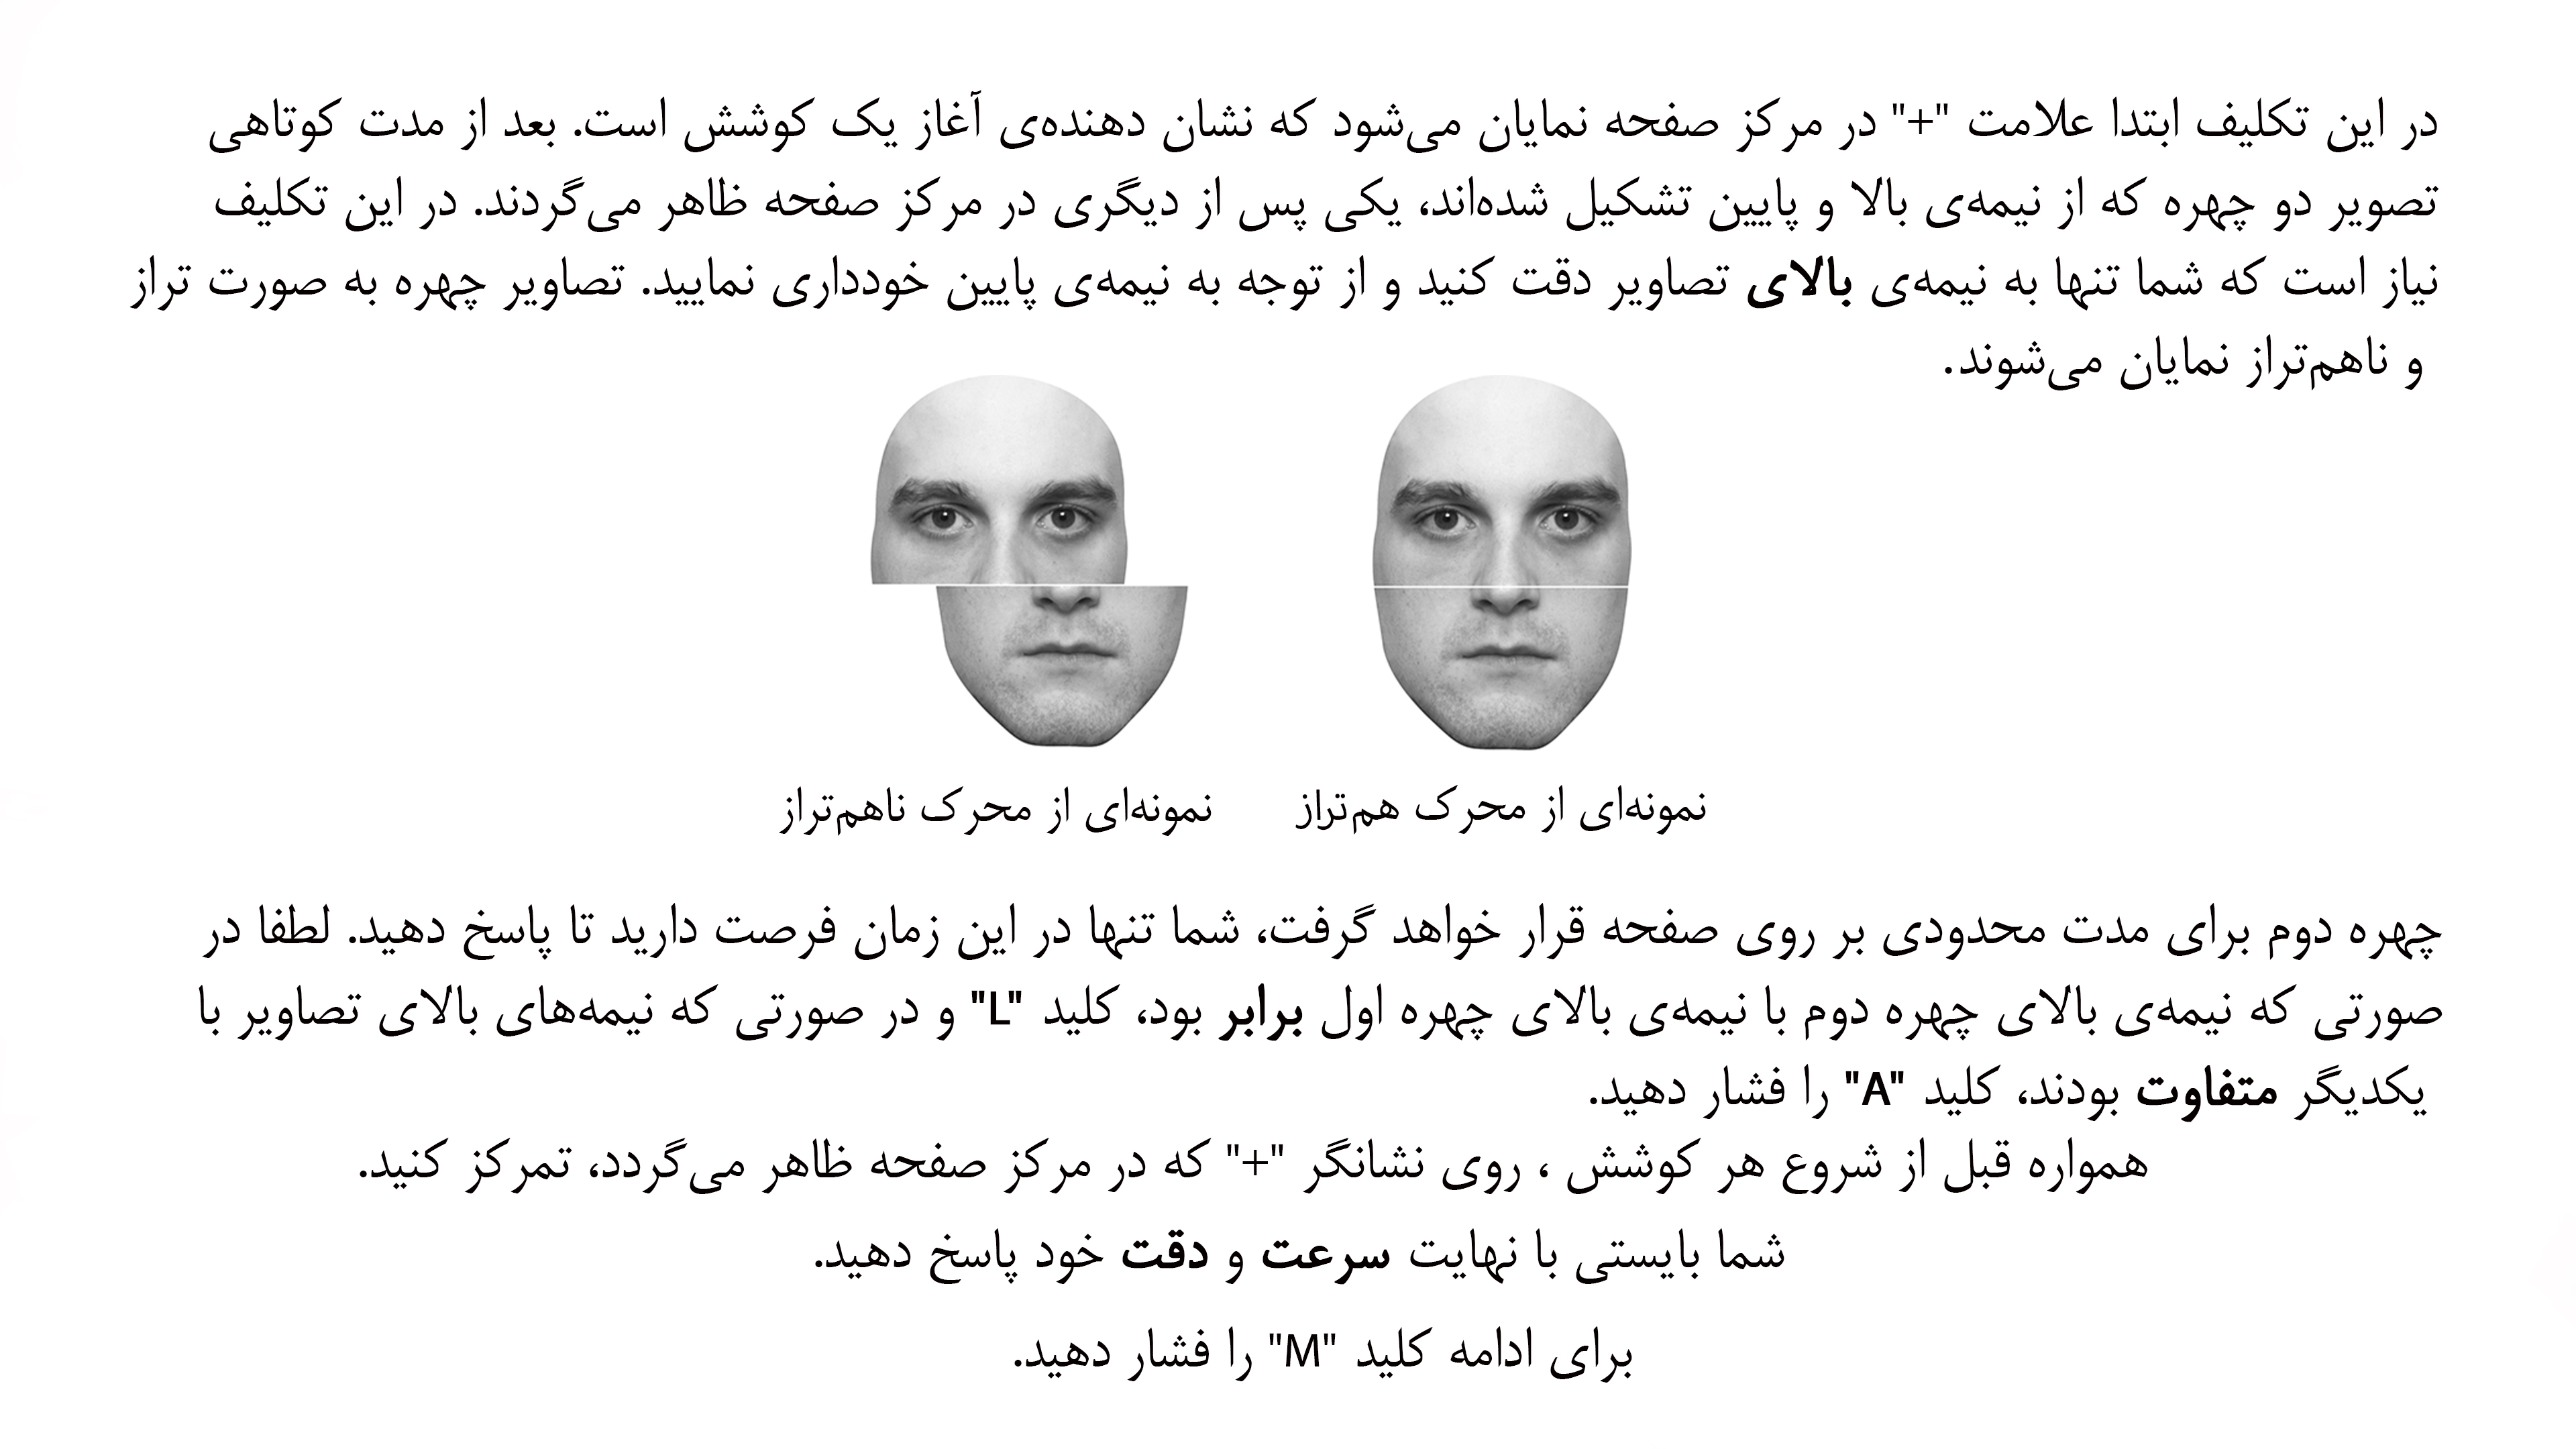 در این تکلیف ابتدا علامت "+" در مرکز صفحه نمایان می‌شود که نشان دهنده‌ی آغاز یک کوشش است. بعد از مدت کوتاهی
تصویر دو چهره که از نیمه‌ی بالا و پایین تشکیل شده‌اند، یکی پس از دیگری در مرکز صفحه ظاهر می‌گردند. در این تکلیف
نیاز است که شما تنها به نیمه‌ی بالای تصاویر دقت کنید و از توجه به نیمه‌ی پایین خودداری نمایید. تصاویر چهره به صورت تراز
و ناهم‌تراز نمایان می‌شوند.
نمونه‌ای از محرک هم‌تراز
نمونه‌ای از محرک ناهم‌تراز
چهره دوم برای مدت محدودی بر روی صفحه قرار خواهد گرفت، شما تنها در این زمان فرصت دارید تا پاسخ دهید. لطفا در
صورتی که نیمه‌ی بالای چهره دوم با نیمه‌ی بالای چهره اول برابر بود، کلید "L" و در صورتی که نیمه‌های بالای تصاویر با
یکدیگر متفاوت بودند، کلید "A" را فشار دهید.
همواره قبل از شروع هر کوشش ، روی نشانگر "+" که در مرکز صفحه ظاهر می‌گردد، تمرکز کنید.
شما بایستی با نهایت سرعت و دقت خود پاسخ دهید.
برای ادامه کلید "M" را فشار دهید.